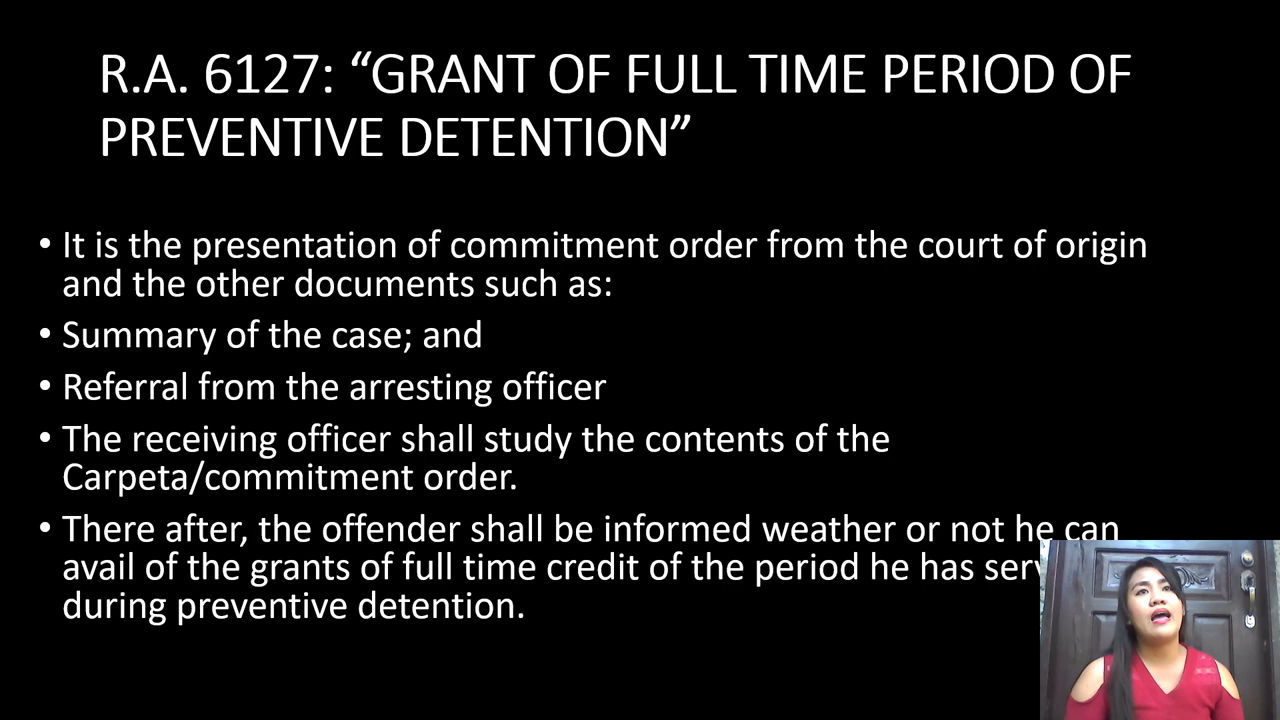 R.A. 6127: “GRANT OF FULL TIME PERIOD OF
PREVENTIVE DETENTION”
• It is the presentation of commitment order from the court of origin
and the other documents such as:
• Summary of the case; and
• Referral from the arresting officer
• The receiving officer shall study the contents of the
Carpeta/commitment order.
• There after, the offender shall be informed weather or not he can
avail of the grants of full time credit of the period he has
during preventive detention.